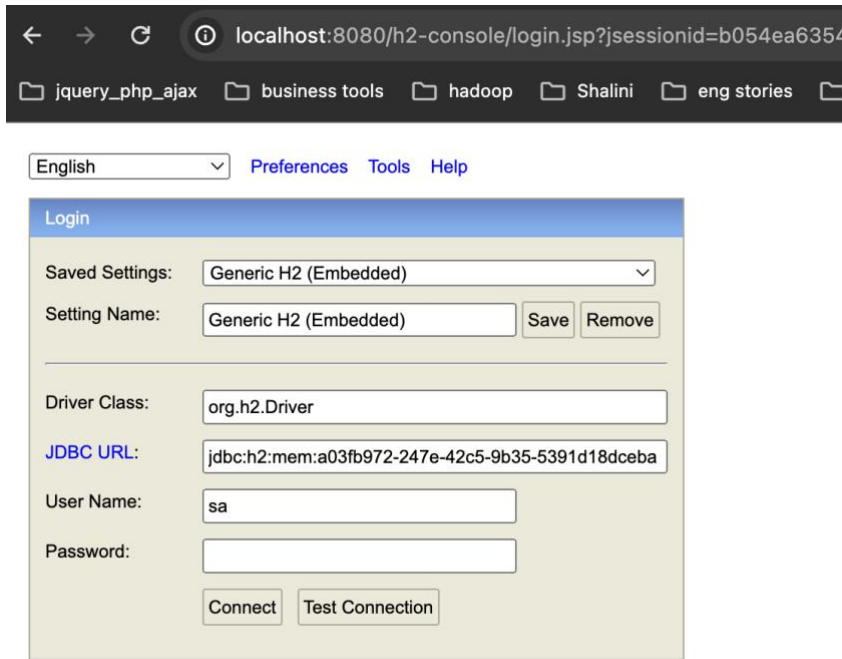 localhost:8080/h2-console/login.jsp?jsessionid=b054ea6354
jquery_php_ajax business tools hadoop Shalini eng stories
English Preferences Tools Help
Login
Saved Settings: Generic H2 (Embedded)
Setting Name: Generic H2 (Embedded) Save Remove
Driver Class: org.h2.Driver
JDBC URL: jdbc:h2:mem:a03fb972-247e-42c5-9b35-5391d18dceba
User Name: sa
Password:
Connect Test Connection